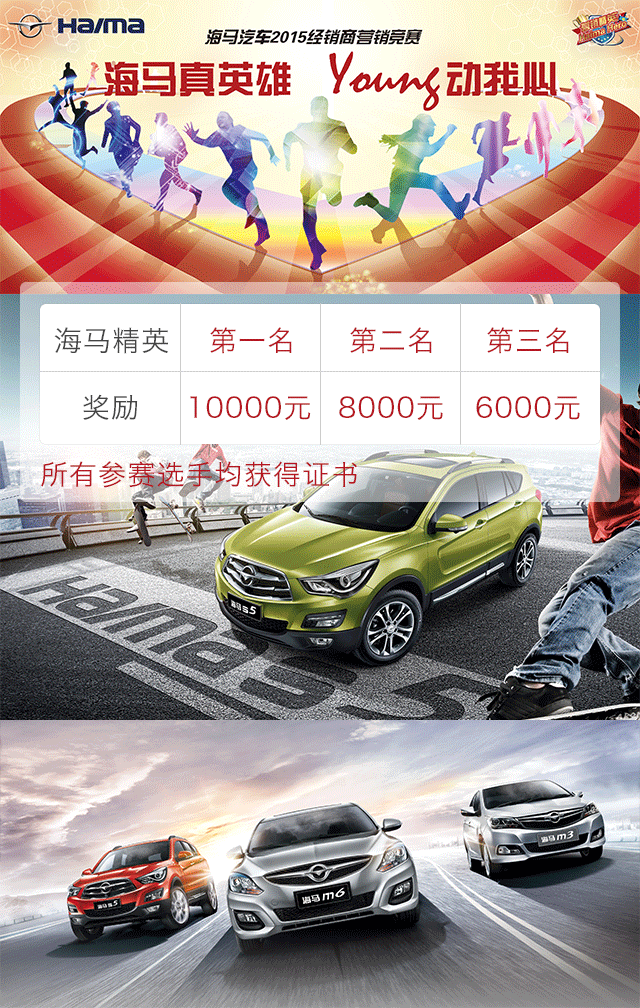 Haima
海马汽车2015经销商营销竞赛
海马真英雄 Young动我心
海马精英 第一名 第二名 第三名
奖励 10000元 8000元 6000元
所有参赛选手均获得证书
海马S5
HAIMA S5
海马S5
海马m6
海马m3